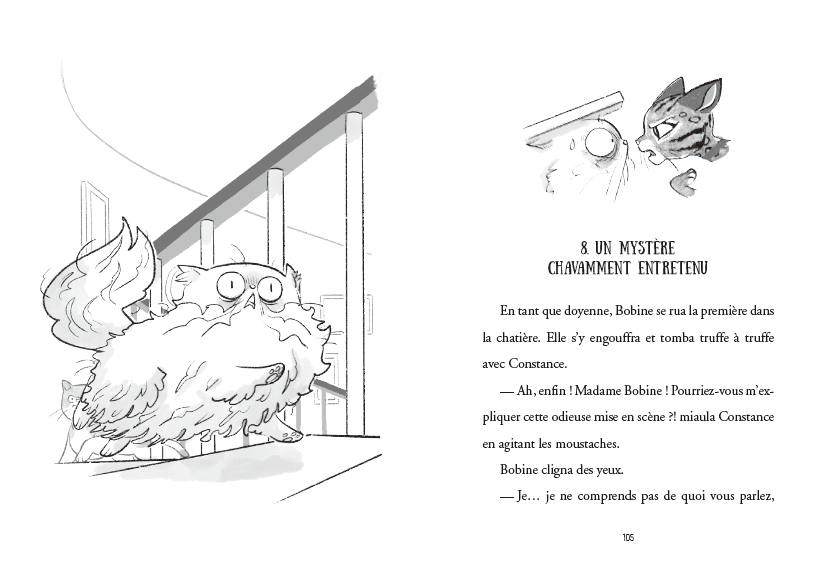 8. UN MYSTÈRE
CHAVAMMENT ENTRETENU
En tant que doyenne, Bobine se rua la première dans
la chatière. Elle s’y engouffra et tomba truffe à truffe
avec Constance.
— Ah, enfin ! Madame Bobine ! Pourriez-vous m’ex-
pliquer cette odieuse mise en scène ?! miaula Constance
en agitant les moustaches.
Bobine cligna des yeux.
— Je… je ne comprends pas de quoi vous parlez,
105